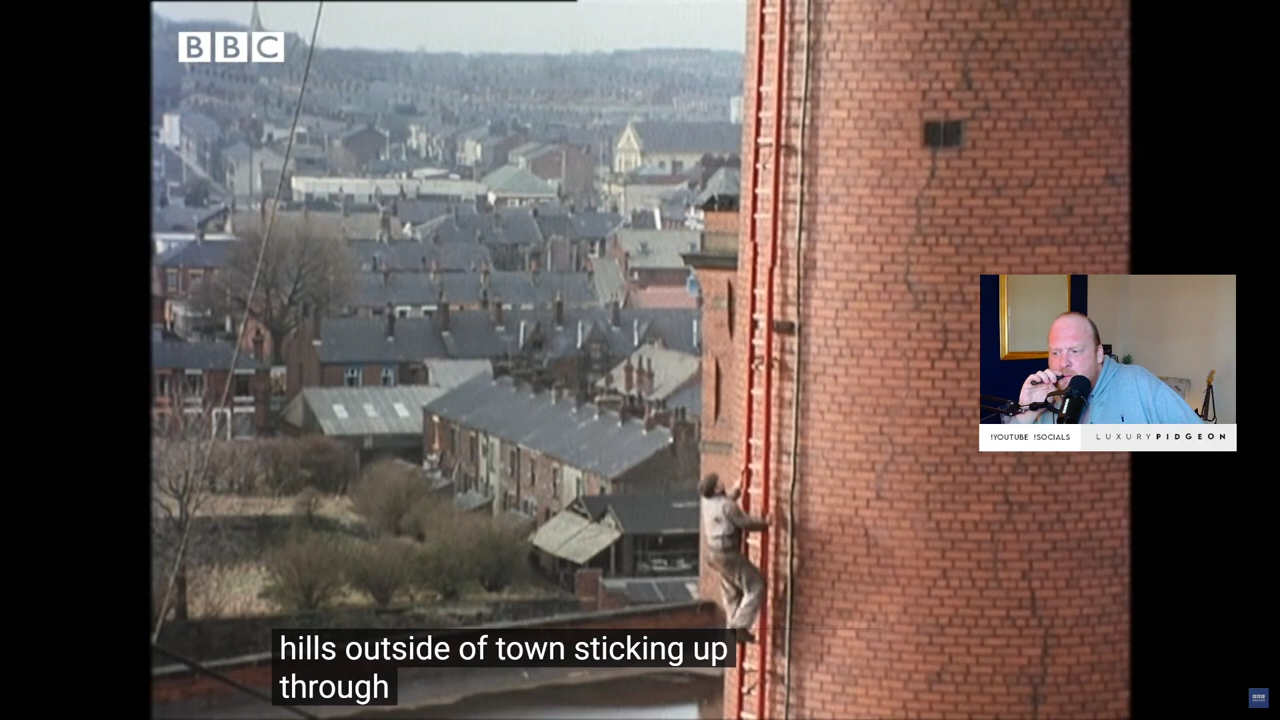 BBC
!YOUTUBE !SOCIALS
LUXURYPIDGEON
hills outside of town sticking up
through